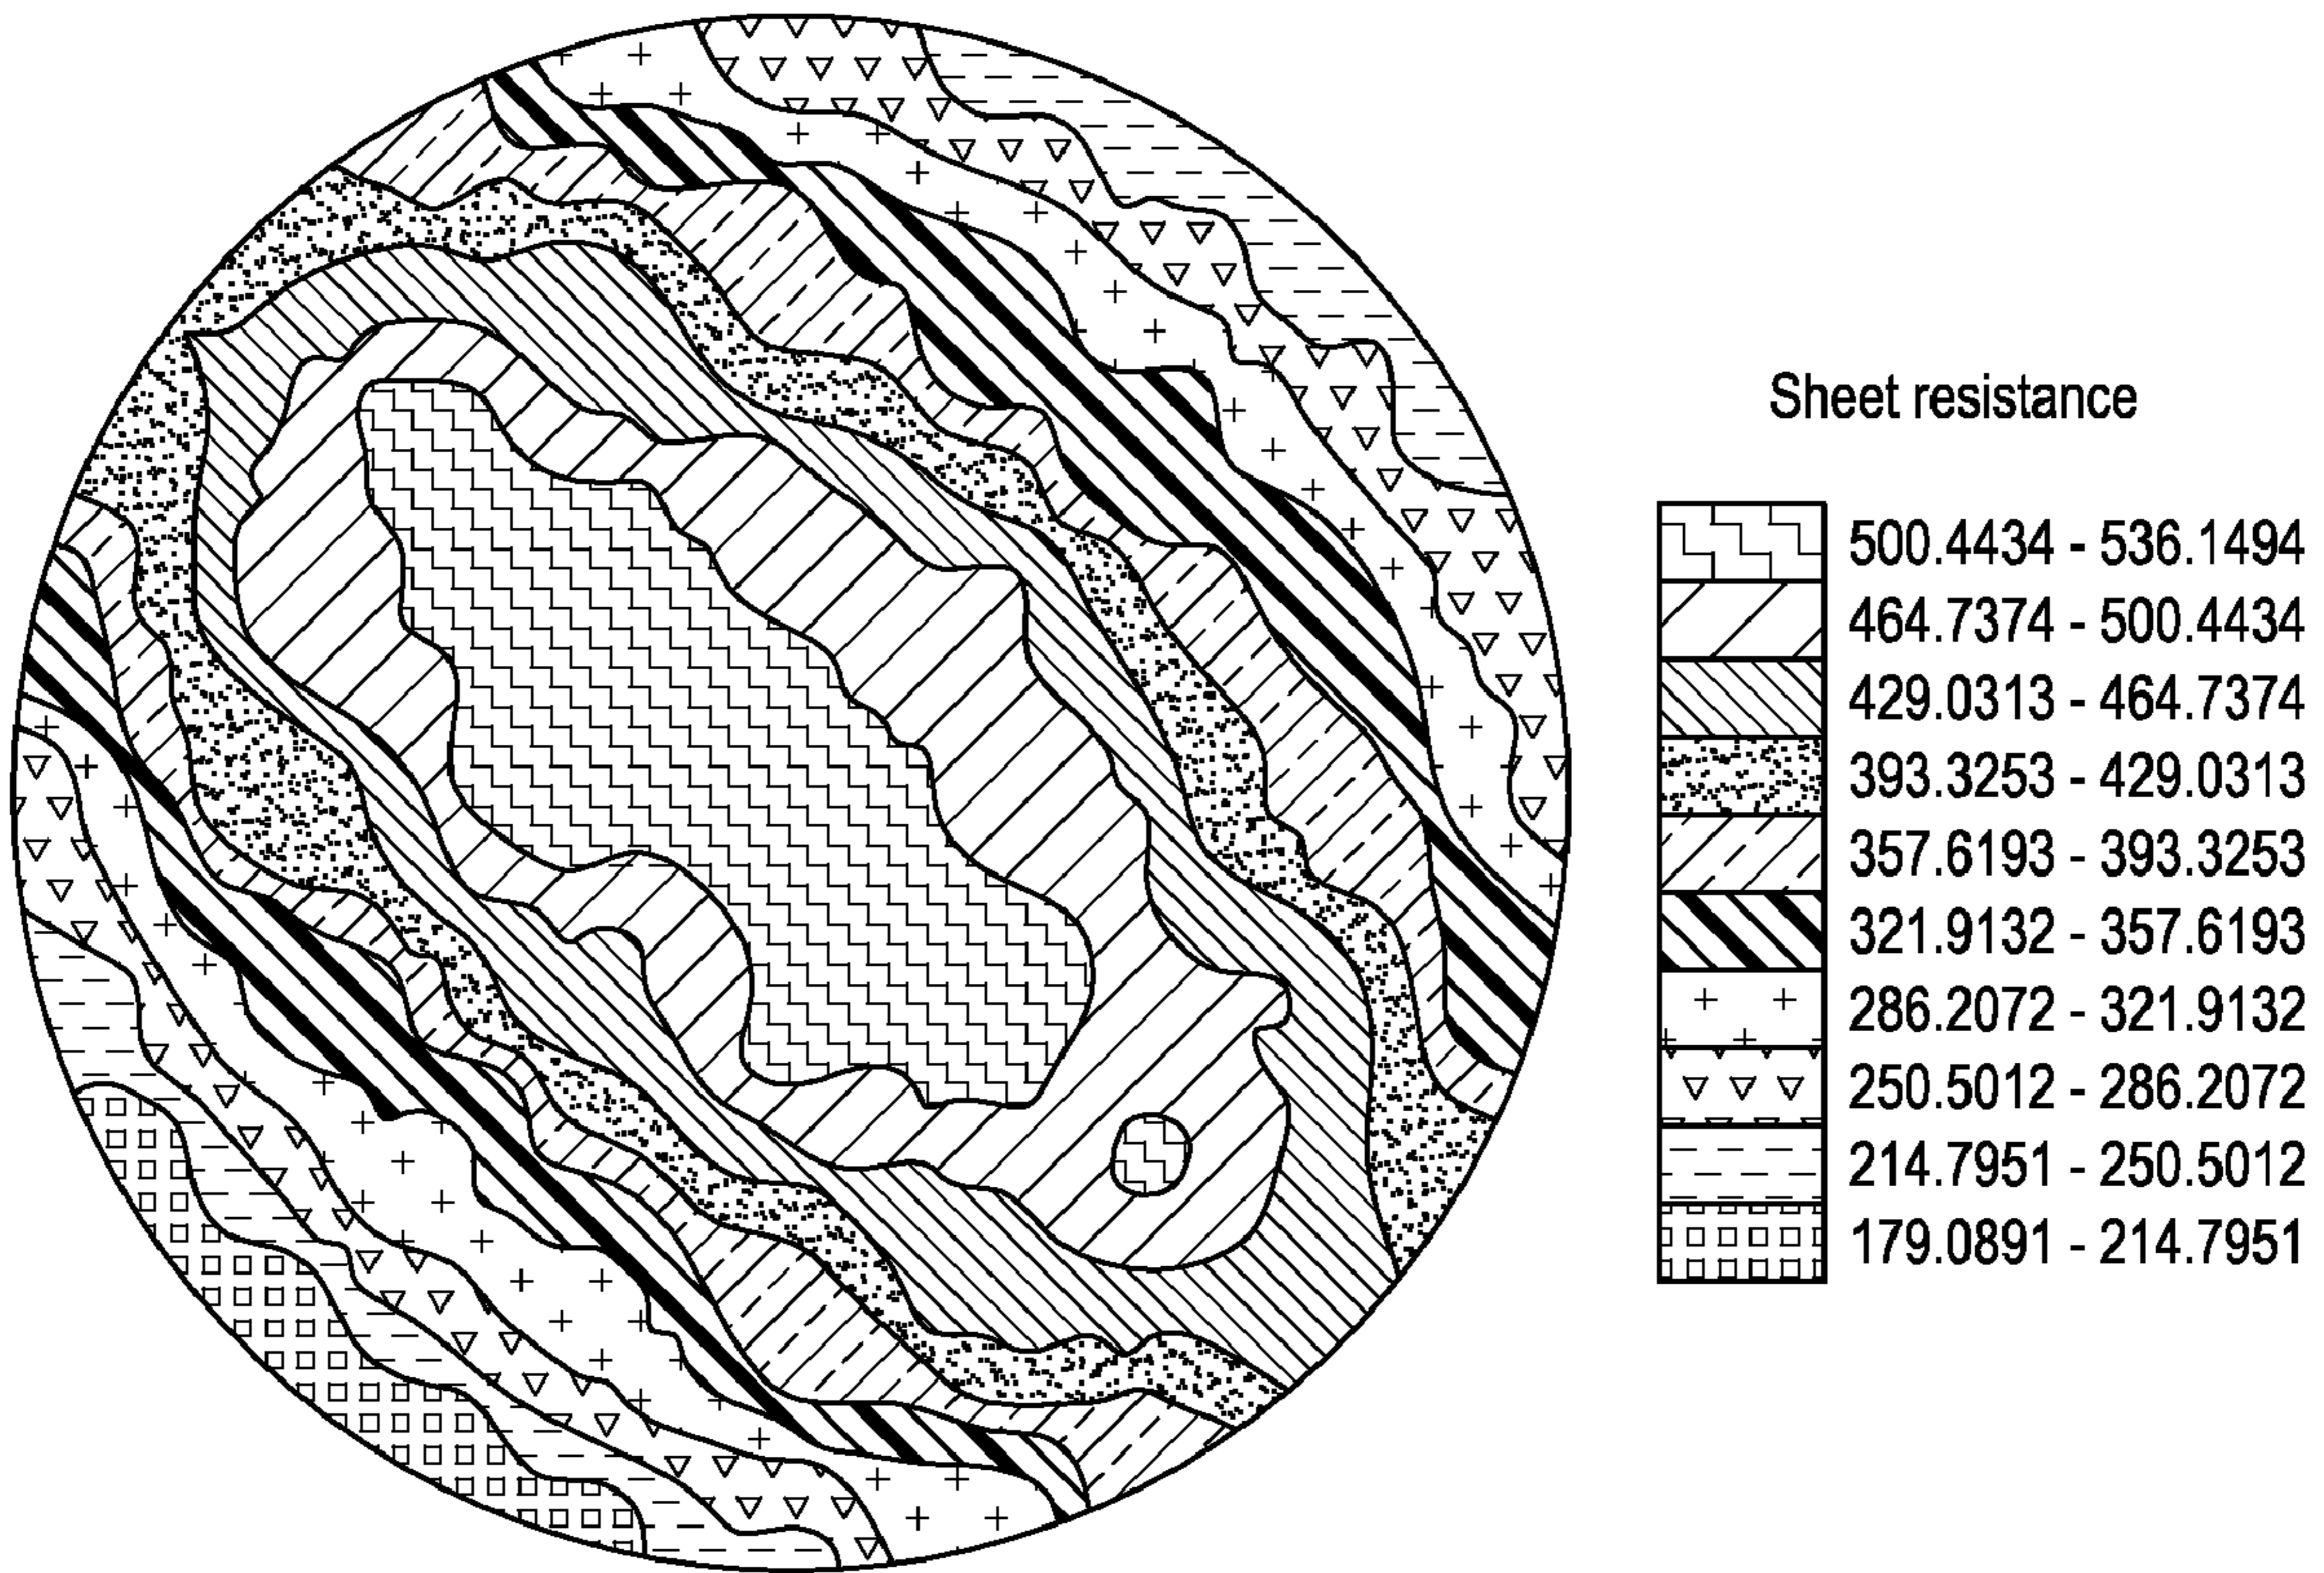 Sheet resistance
500.4434 - 536.1494
464.7374 - 500.4434
429.0313 - 464.7374
393.3253 - 429.0313
357.6193 - 393.3253
321.9132 - 357.6193
286.2072 - 321.9132
250.5012 - 286.2072
214.7951 - 250.5012
179.0891 - 214.7951